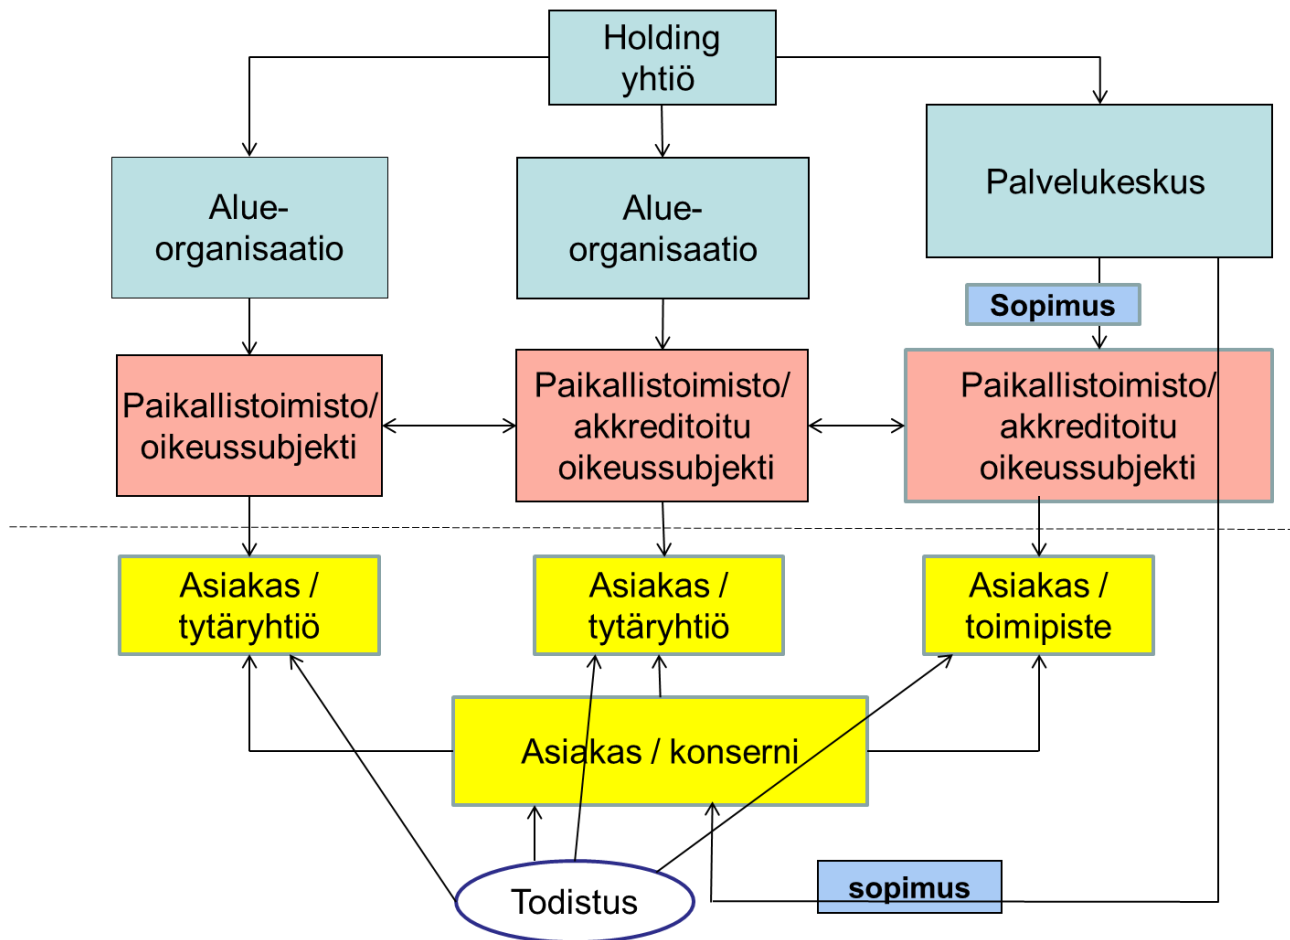 Holding
yhtiö
Alue-
organisaatio
Alue-
organisaatio
Palvelukeskus
Sopimus
Paikallistoimisto/
oikeussubjekti
Paikallistoimisto/
akkreditoitu
oikeussubjekti
Paikallistoimisto/
akkreditoitu
oikeussubjekti
Asiakas /
tytäryhtiö
Asiakas /
tytäryhtiö
Asiakas /
toimipiste
Asiakas / konserni
Todistus
sopimus